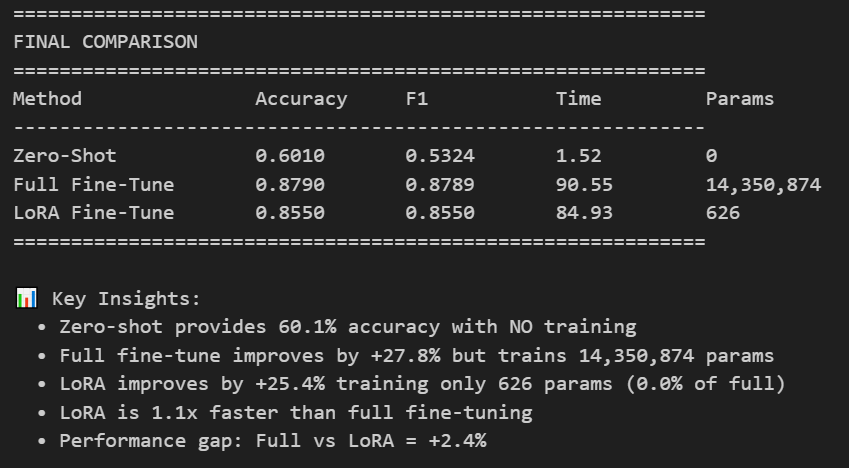 ============================================================
FINAL COMPARISON
============================================================
Method               Accuracy     F1           Time         Params
------------------------------------------------------------
Zero-Shot            0.6010       0.5324       1.52         0
Full Fine-Tune       0.8790       0.8789       90.55        14,350,874
LoRA Fine-Tune       0.8550       0.8550       84.93        626
============================================================
📊 Key Insights:
• Zero-shot provides 60.1% accuracy with NO training
• Full fine-tune improves by +27.8% but trains 14,350,874 params
• LoRA improves by +25.4% training only 626 params (0.0% of full)
• LoRA is 1.1x faster than full fine-tuning
• Performance gap: Full vs LoRA = +2.4%